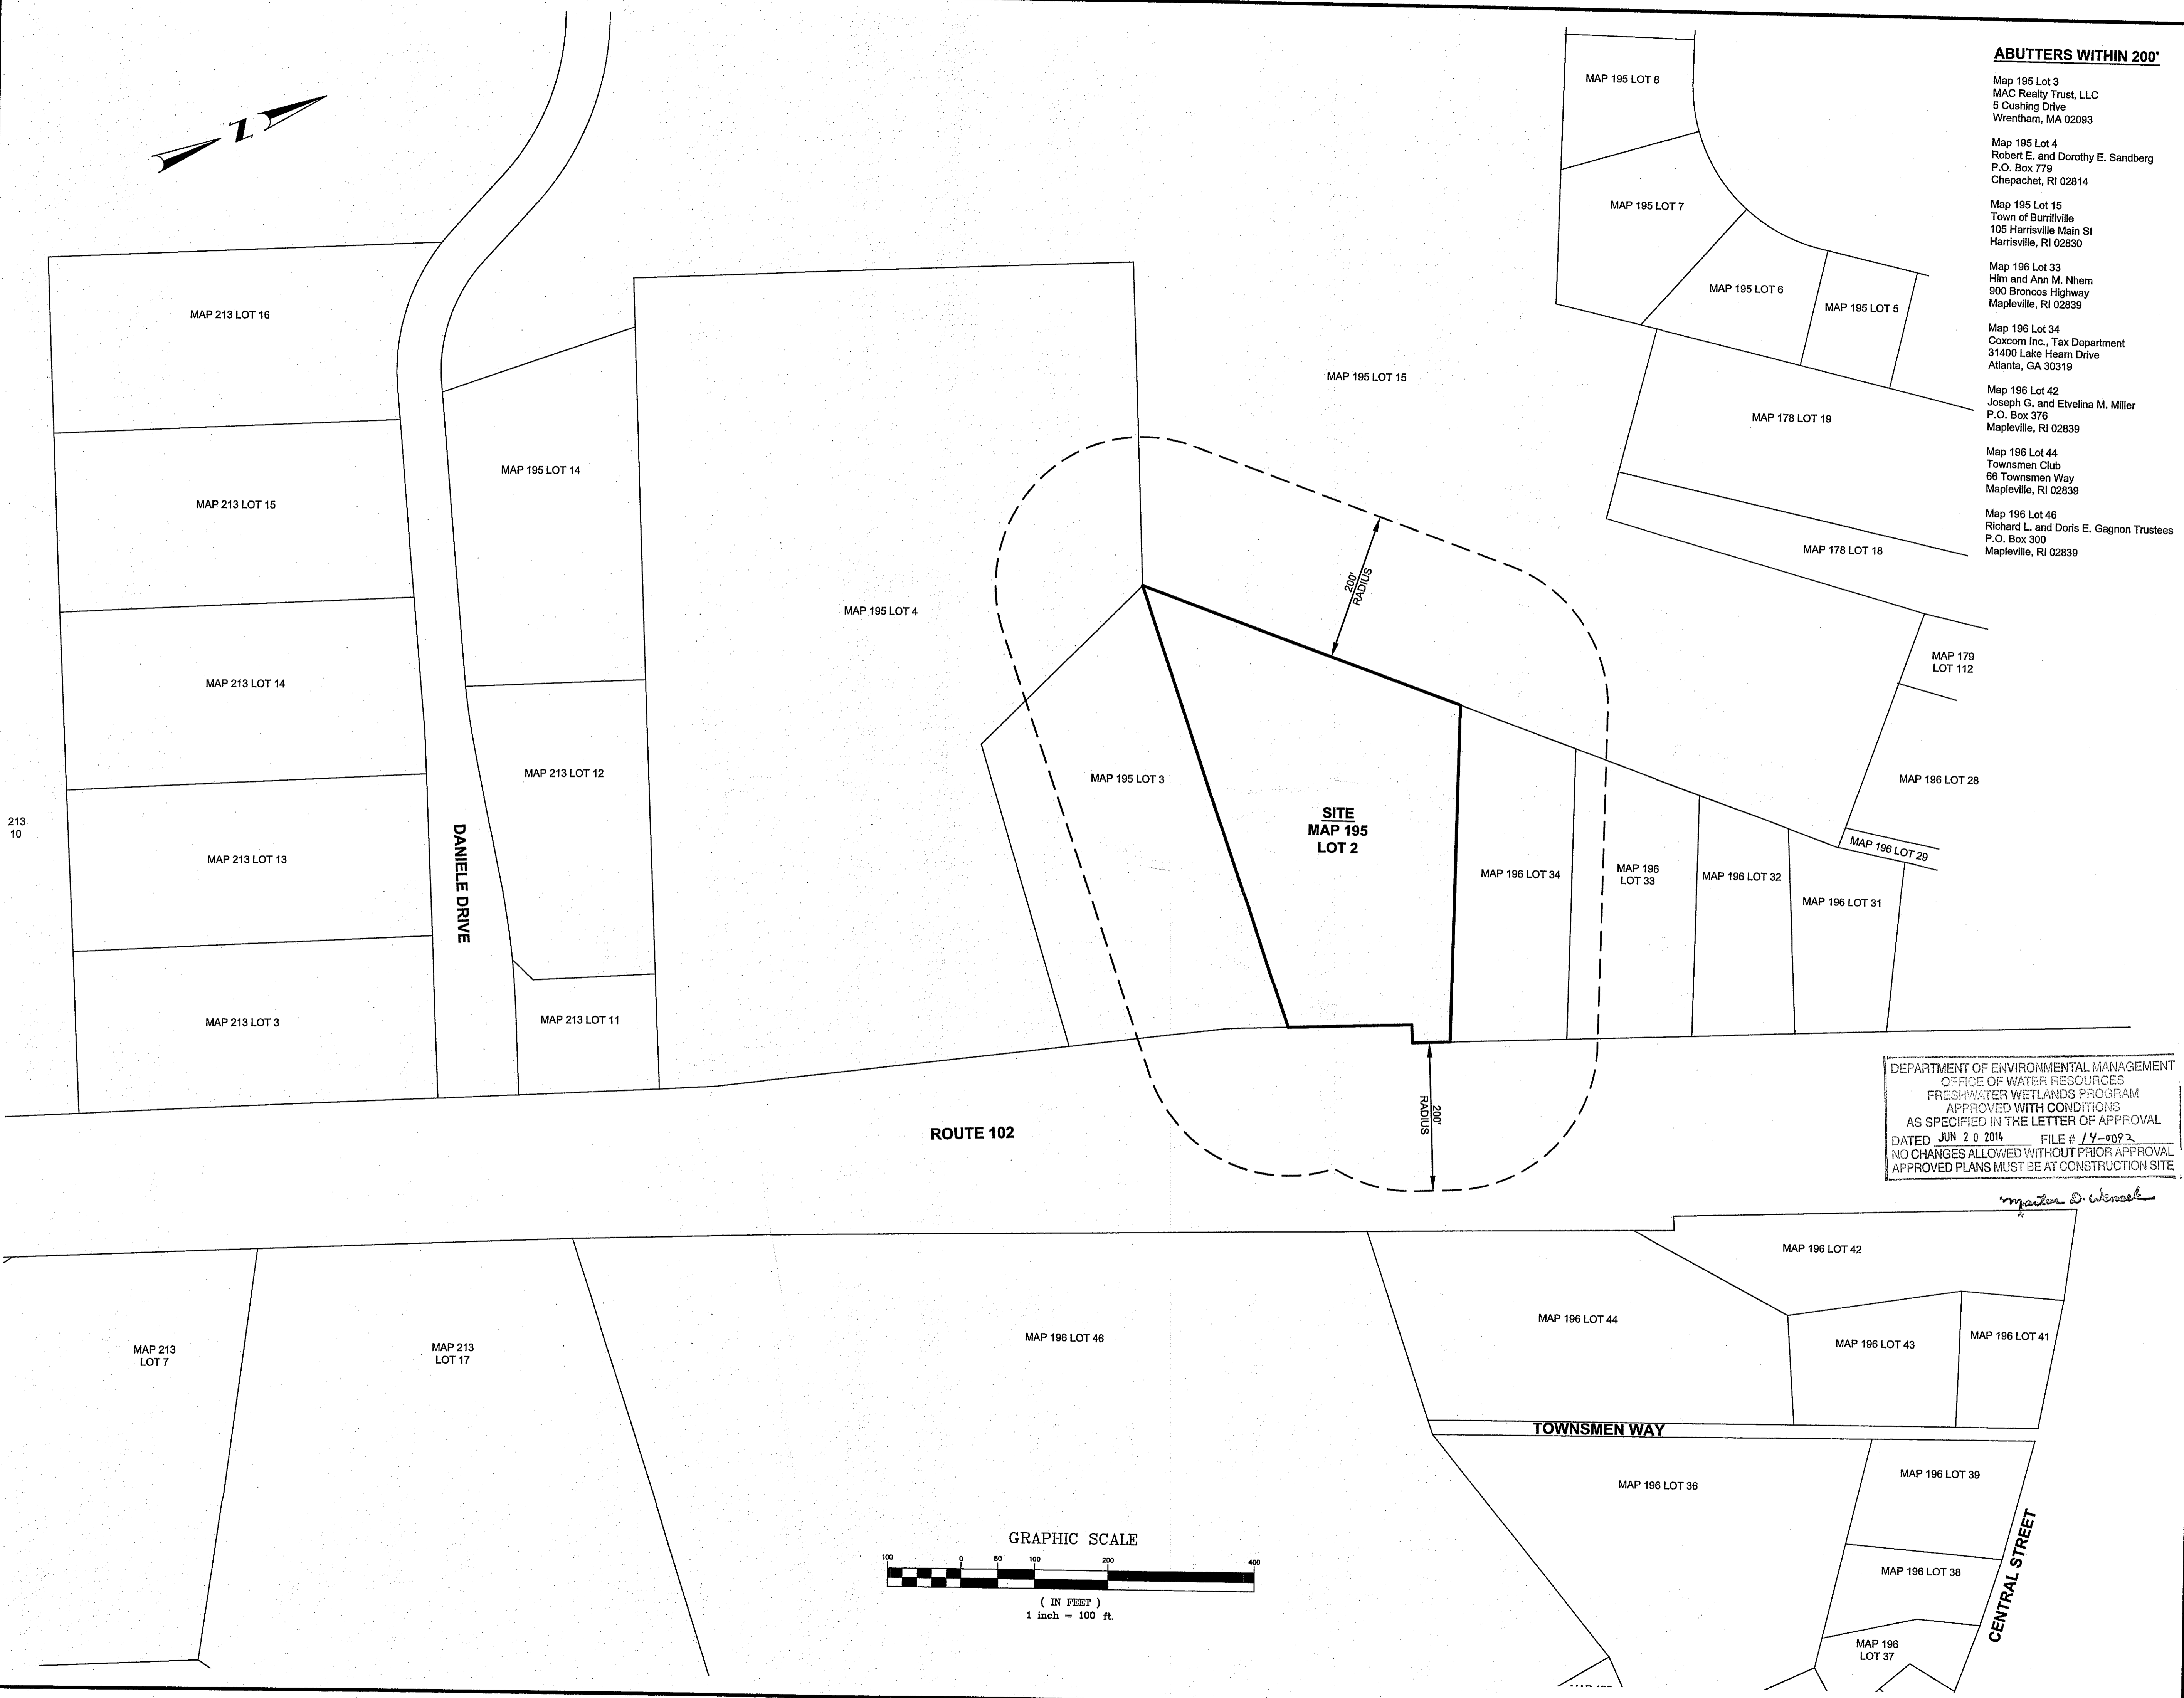 ABUTTERS WITHIN 200'
Map 195 Lot 3
MAC Realty Trust, LLC
5 Cushing Drive
Wrentham, MA 02093
Map 195 Lot 4
Robert E. and Dorothy E. Sandberg
P.O. Box 779
Chepachet, RI 02814
Map 195 Lot 15
Town of Burrillville
105 Harrisville Main St
Harrisville, RI 02830
Map 196 Lot 33
Him and Ann M. Nhem
900 Broncos Highway
Mapleville, RI 02839
Map 196 Lot 34
Coxcom Inc., Tax Department
31400 Lake Hearn Drive
Atlanta, GA 30319
Map 196 Lot 42
Joseph G. and Etvelina M. Miller
P.O. Box 376
Mapleville, RI 02839
Map 196 Lot 44
Townsmen Club
66 Townsmen Way
Mapleville, RI 02839
Map 196 Lot 46
Richard L. and Doris E. Gagnon Trustees
P.O. Box 300
Mapleville, RI 02839
Z
MAP 195 LOT 8
MAP 195 LOT 7
MAP 195 LOT 6
MAP 195 LOT 5
MAP 213 LOT 16
MAP 195 LOT 15
MAP 178 LOT 19
MAP 195 LOT 14
MAP 213 LOT 15
MAP 178 LOT 18
200'
RADIUS
MAP 195 LOT 4
MAP 179
LOT 112
MAP 213 LOT 14
MAP 213 LOT 12
MAP 195 LOT 3
MAP 196 LOT 28
213
10
SITE
MAP 195
LOT 2
MAP 196 LOT 29
MAP 213 LOT 13
DANIELE DRIVE
MAP 196 LOT 34
MAP 196
LOT 33
MAP 196 LOT 32
MAP 196 LOT 31
MAP 213 LOT 3
MAP 213 LOT 11
200'
RADIUS
ROUTE 102
DEPARTMENT OF ENVIRONMENTAL MANAGEMENT
OFFICE OF WATER RESOURCES
FRESHWATER WETLANDS PROGRAM
APPROVED WITH CONDITIONS
AS SPECIFIED IN THE LETTER OF APPROVAL
DATED JUN 20 2014 FILE # 14-0092
NO CHANGES ALLOWED WITHOUT PRIOR APPROVAL
APPROVED PLANS MUST BE AT CONSTRUCTION SITE
MAP 196 LOT 42
MAP 196 LOT 44
MAP 196 LOT 43
MAP 196 LOT 41
MAP 213
LOT 7
MAP 213
LOT 17
MAP 196 LOT 46
TOWNSMEN WAY
MAP 196 LOT 36
MAP 196 LOT 39
MAP 196 LOT 38
CENTRAL STREET
MAP 196
LOT 37
GRAPHIC SCALE
100 0 50 100 200 400
( IN FEET )
1 inch = 100 ft.